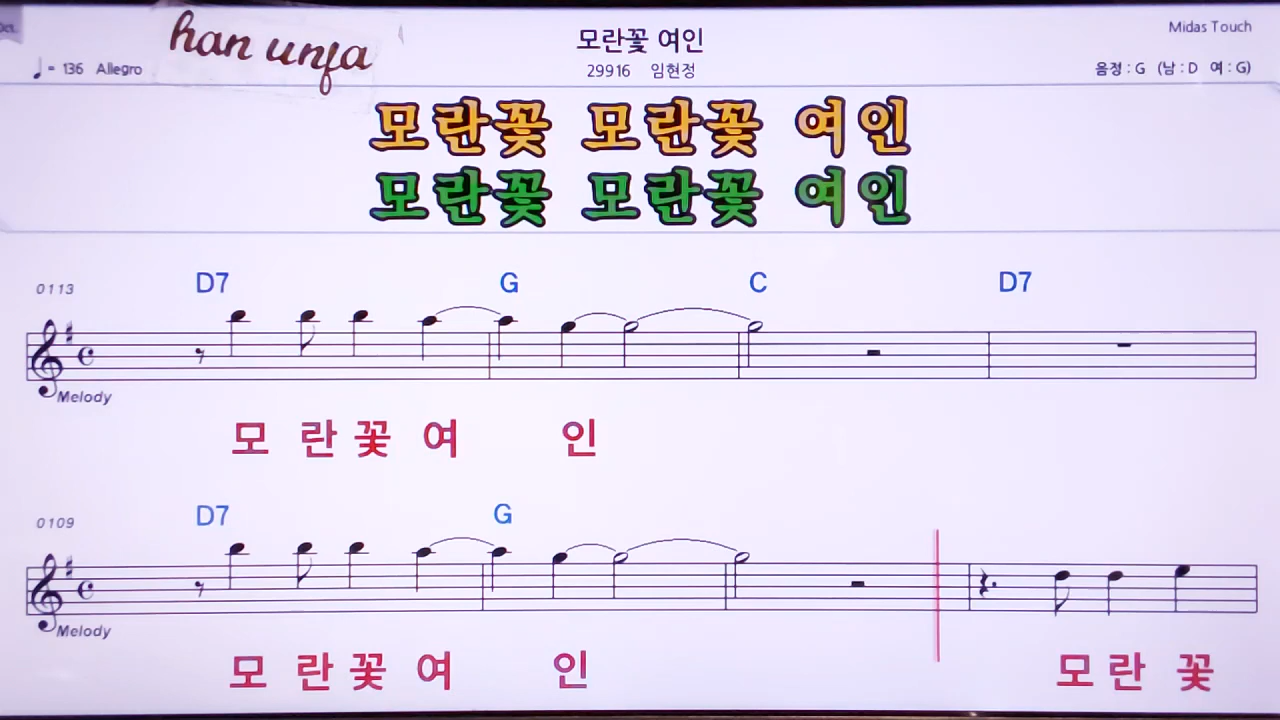 han unja
모란꽃 여인
Midas Touch
♩= 136 Allegro
29916 임현정
음정 : G (남 : D 여 : G)
모란꽃 모란꽃 여인
모란꽃 모란꽃 여인
0113
D7 G C D7
Melody
모 란 꽃 여 인
0109
D7 G
Melody
모 란 꽃 여 인 모 란 꽃